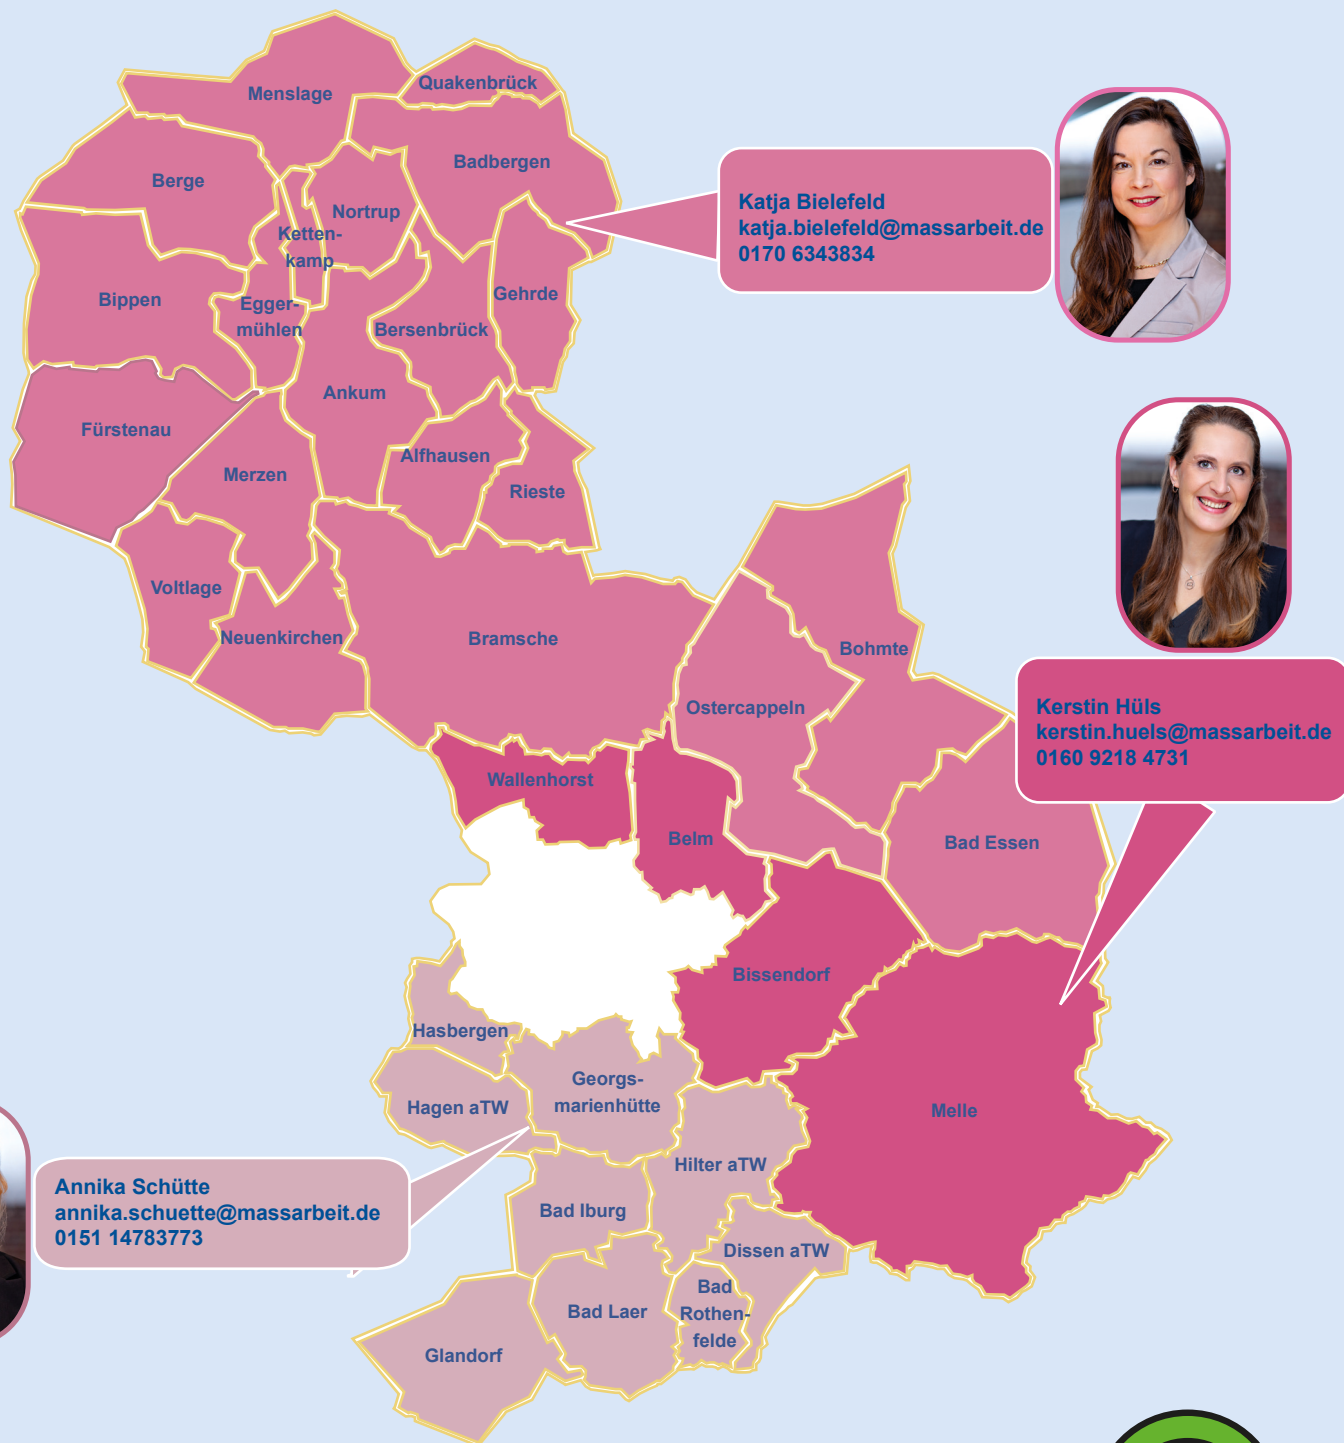 Menslage
Quakenbrück
Berge
Badbergen
Nortrup
Ketten-
kamp
Bippen
Egger-
mühlen
Bersenbrück
Gehrde
Katja Bielefeld
katja.bielefeld@massarbeit.de
0170 6343834
Ankum
Fürstenau
Merzen
Alfhausen
Rieste
Voltlage
Neuenkirchen
Bramsche
Bohmte
Ostercappeln
Kerstin Hüls
kerstin.huels@massarbeit.de
0160 9218 4731
Wallenhorst
Belm
Bad Essen
Bissendorf
Hasbergen
Georgs-
marienhütte
Hagen aTW
Melle
Hilter aTW
Annika Schütte
annika.schuette@massarbeit.de
0151 14783773
Bad Iburg
Dissen aTW
Bad
Rothen-
felde
Bad Laer
Glandorf